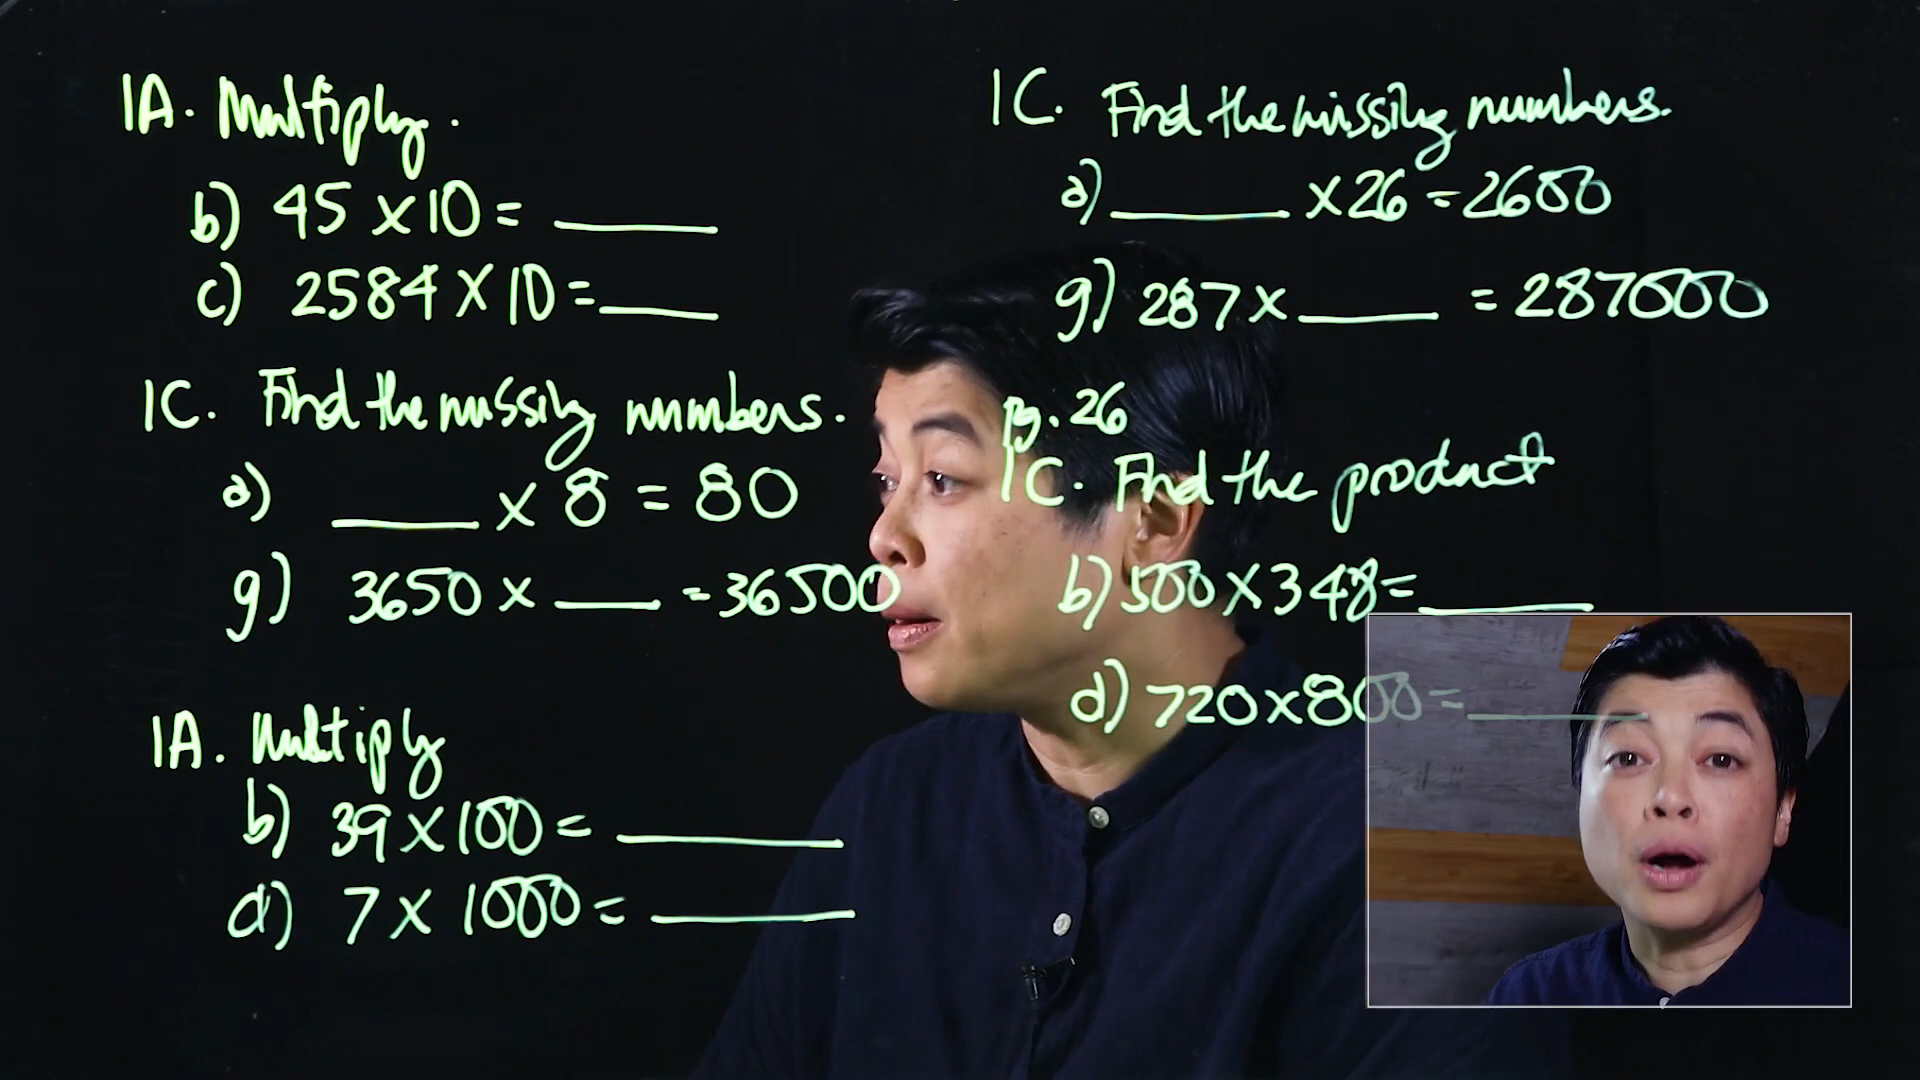 1A. Multiply.
b) 45 x 10 = ____
c) 2584 x 10 = ____
1C. Find the missing numbers.
a) ____ x 8 = 80
g) 3650 x ____ = 36500
1A. Multiply
b) 39 x 100 = ____
d) 7 x 1000 = ____
1C. Find the missing numbers.
a) ____ x 26 = 2600
g) 287 x ____ = 287000
pg. 26
1C. Find the product
b) 500 x 348 = ____
d) 720 x 800 = ____